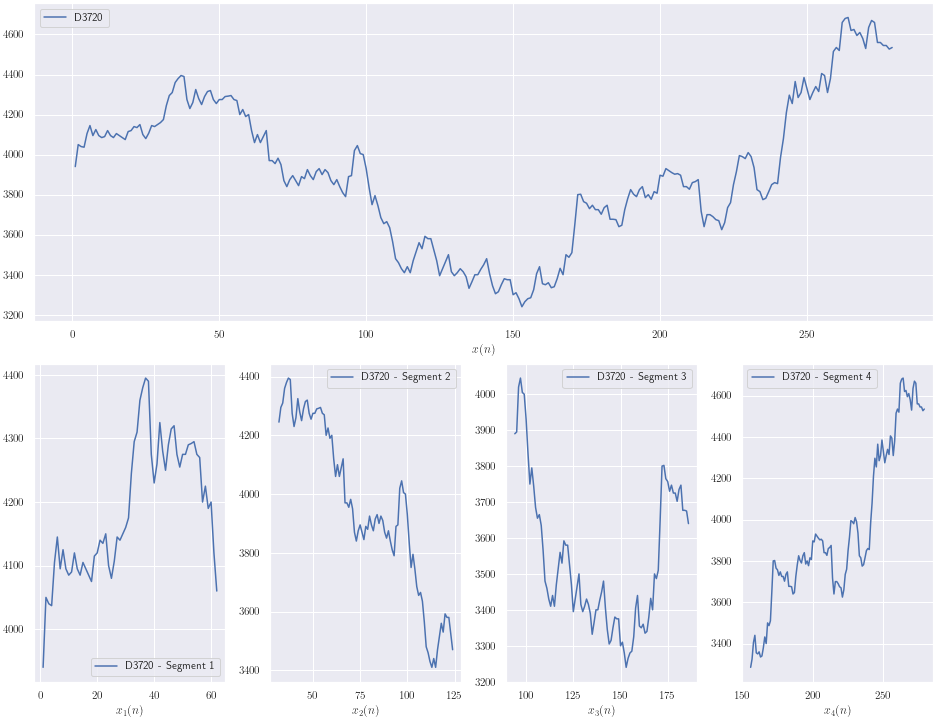 D3720
4600
4400
4200
4000
3800
3600
3400
3200
0 50 100 150 200 250
x(n)
D3720 - Segment 1
4400
4300
4200
4100
4000
0 20 40 60
x₁(n)
D3720 - Segment 2
4400
4200
4000
3800
3600
3400
50 75 100 125
x₂(n)
D3720 - Segment 3
4000
3900
3800
3700
3600
3500
3400
3300
3200
100 125 150 175
x₃(n)
D3720 - Segment 4
4600
4400
4200
4000
3800
3600
3400
150 200 250
x₄(n)